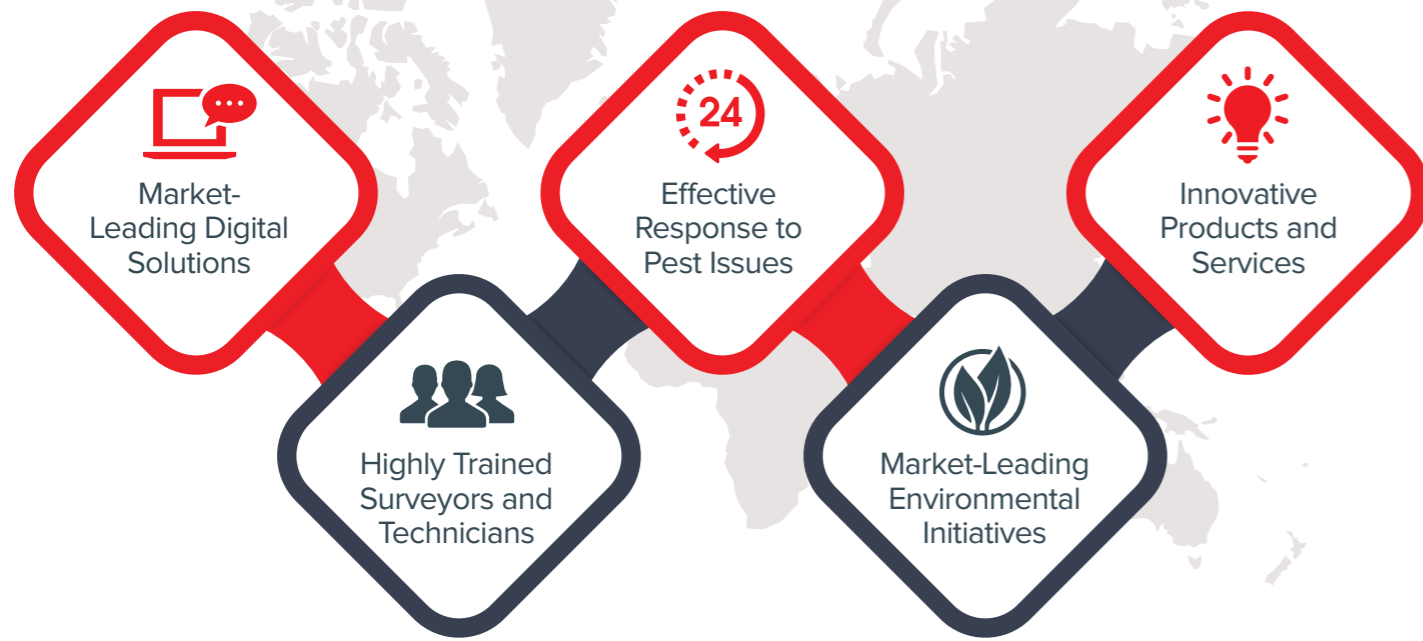 Market-
Leading Digital
Solutions
Highly Trained
Surveyors and
Technicians
24
Effective
Response to
Pest Issues
Market-Leading
Environmental
Initiatives
Innovative
Products and
Services